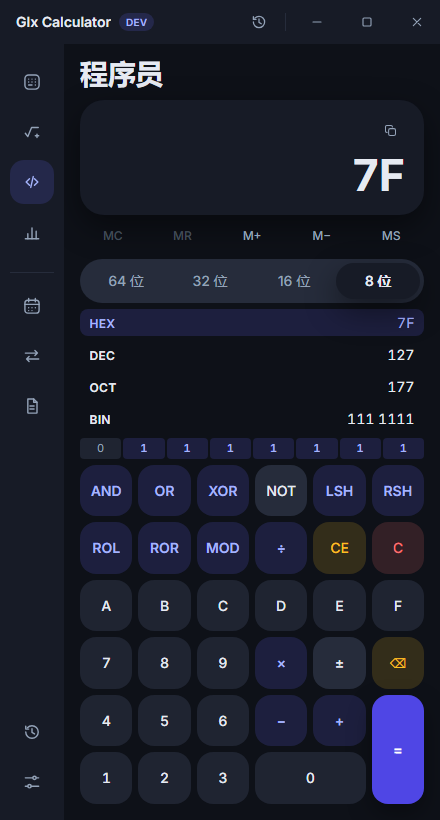 Glx Calculator DEV
程序员
7F
MC MR M+ M− MS
64 位 32 位 16 位 8 位
HEX 7F
DEC 127
OCT 177
BIN 111 1111
0 1 1 1 1 1 1 1
AND OR XOR NOT LSH RSH
ROL ROR MOD ÷ CE C
A B C D E F
7 8 9 × ± ⌫
4 5 6 − + =
1 2 3 0